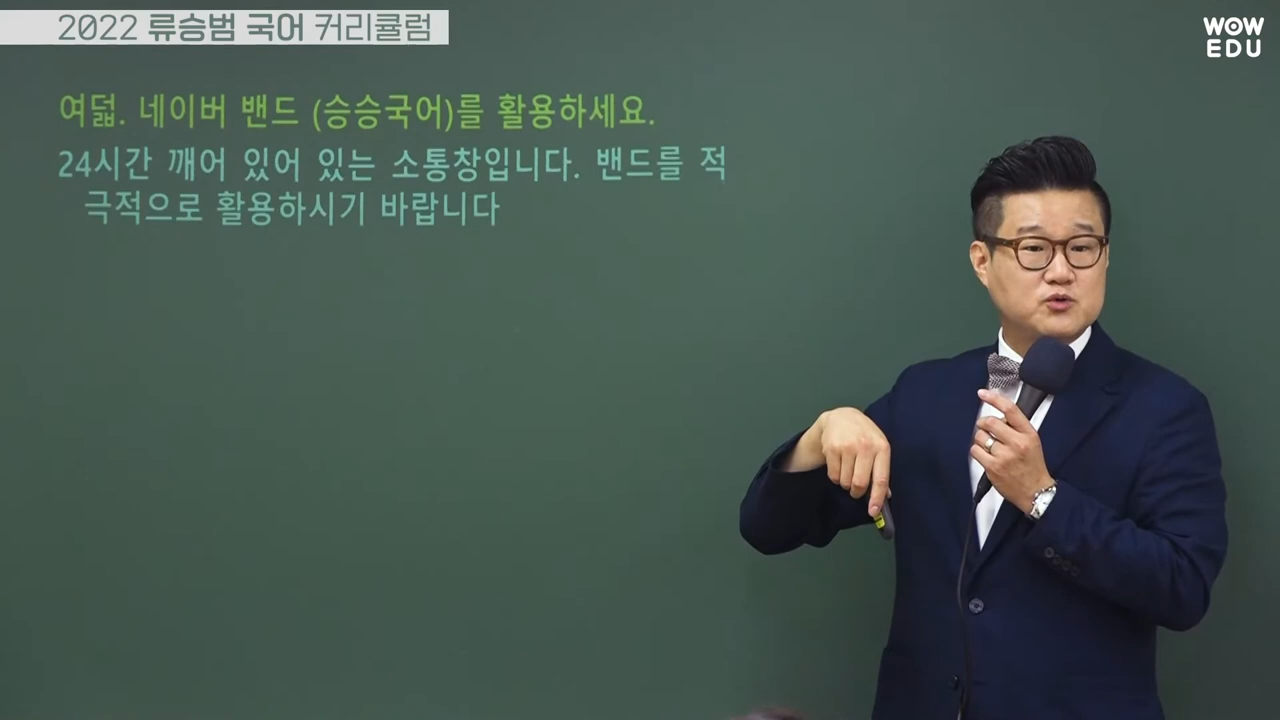 2022 류승범 국어 커리큘럼
WOW
EDU
여덟. 네이버 밴드 (승승국어)를 활용하세요.
24시간 깨어 있어 있는 소통창입니다. 밴드를 적
극적으로 활용하시기 바랍니다